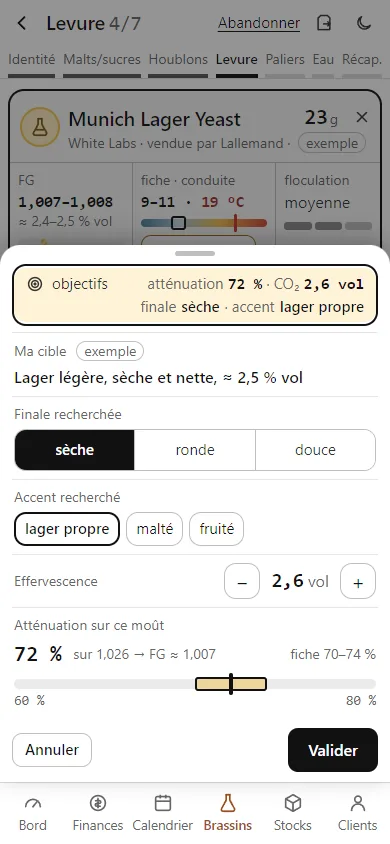 Levure 4/7 Abandonner
Identité Malts/sucres Houblons Levure Paliers Eau Récap.
Munich Lager Yeast 23 g
White Labs · vendue par Lallemand · exemple
FG fiche · conduite floculation
1,007–1,008 9–11 · 19 °C moyenne
≈ 2,4–2,5 % vol
objectifs atténuation 72 % · CO₂ 2,6 vol
finale sèche · accent lager propre
Ma cible exemple
Lager légère, sèche et nette, ≈ 2,5 % vol
Finale recherchée
sèche ronde douce
Accent recherché
lager propre malté fruité
Effervescence − 2,6 vol +
Atténuation sur ce moût
72 % sur 1,026 → FG ≈ 1,007 fiche 70–74 %
60 % 80 %
Annuler Valider
Bord Finances Calendrier Brassins Stocks Clients